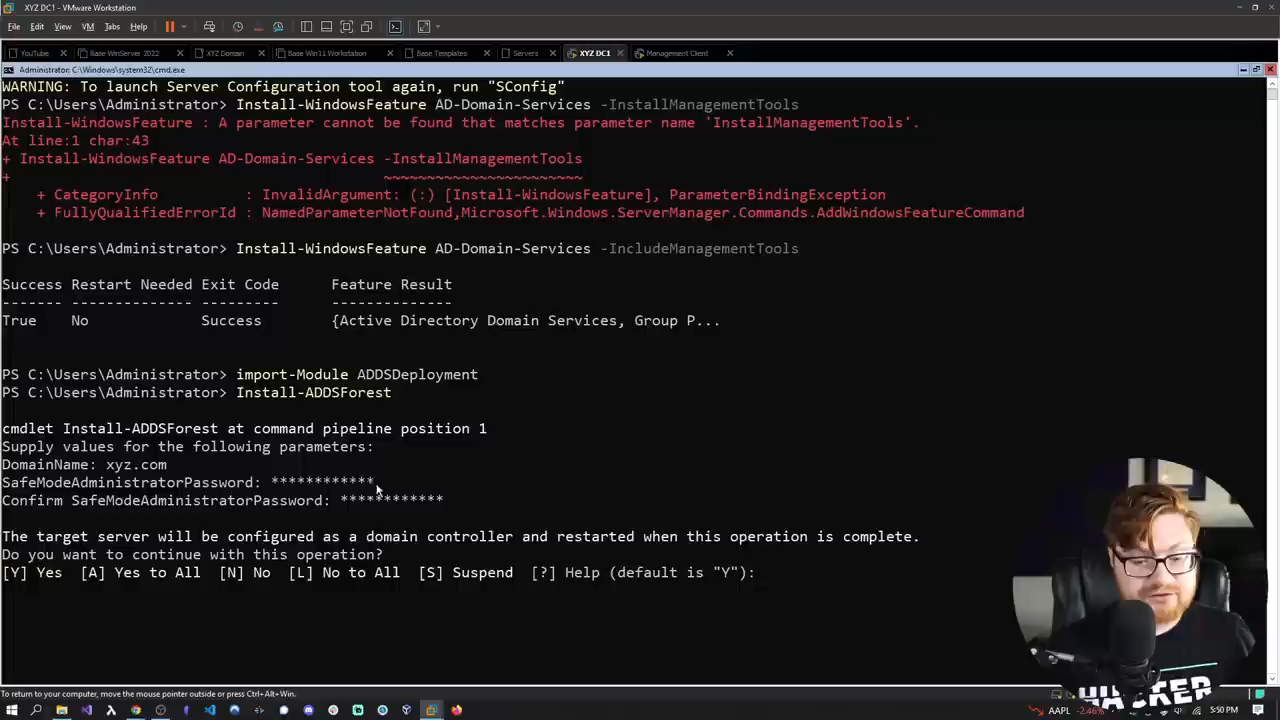 XYZ DC1 - VMware Workstation
File Edit View VM Tabs Help
YouTube Base WinServer 2022 XYZ Domain Base Win11 Workstation Base Templates Servers XYZ DC1 Management Client
Administrator: C:\Windows\system32\cmd.exe
WARNING: To launch Server Configuration tool again, run "SConfig"
PS C:\Users\Administrator> Install-WindowsFeature AD-Domain-Services -InstallManagementTools
Install-WindowsFeature : A parameter cannot be found that matches parameter name 'InstallManagementTools'.
At line:1 char:43
+ Install-WindowsFeature AD-Domain-Services -InstallManagementTools
+ ~~~~~~~~~~~~~~~~~~~~~~~
+ CategoryInfo : InvalidArgument: (:) [Install-WindowsFeature], ParameterBindingException
+ FullyQualifiedErrorId : NamedParameterNotFound,Microsoft.Windows.ServerManager.Commands.AddWindowsFeatureCommand
PS C:\Users\Administrator> Install-WindowsFeature AD-Domain-Services -IncludeManagementTools
Success Restart Needed Exit Code Feature Result
------- -------------- --------- --------------
True No Success {Active Directory Domain Services, Group P...
PS C:\Users\Administrator> import-Module ADDSDeployment
PS C:\Users\Administrator> Install-ADDSForest
cmdlet Install-ADDSForest at command pipeline position 1
Supply values for the following parameters:
DomainName: xyz.com
SafeModeAdministratorPassword: ************
Confirm SafeModeAdministratorPassword: ************
The target server will be configured as a domain controller and restarted when this operation is complete.
Do you want to continue with this operation?
[Y] Yes [A] Yes to All [N] No [L] No to All [S] Suspend [?] Help (default is "Y"):
HACKER
To return to your computer, move the mouse pointer outside or press Ctrl+Alt+Win.
AAPL -2.46% 5:50 PM